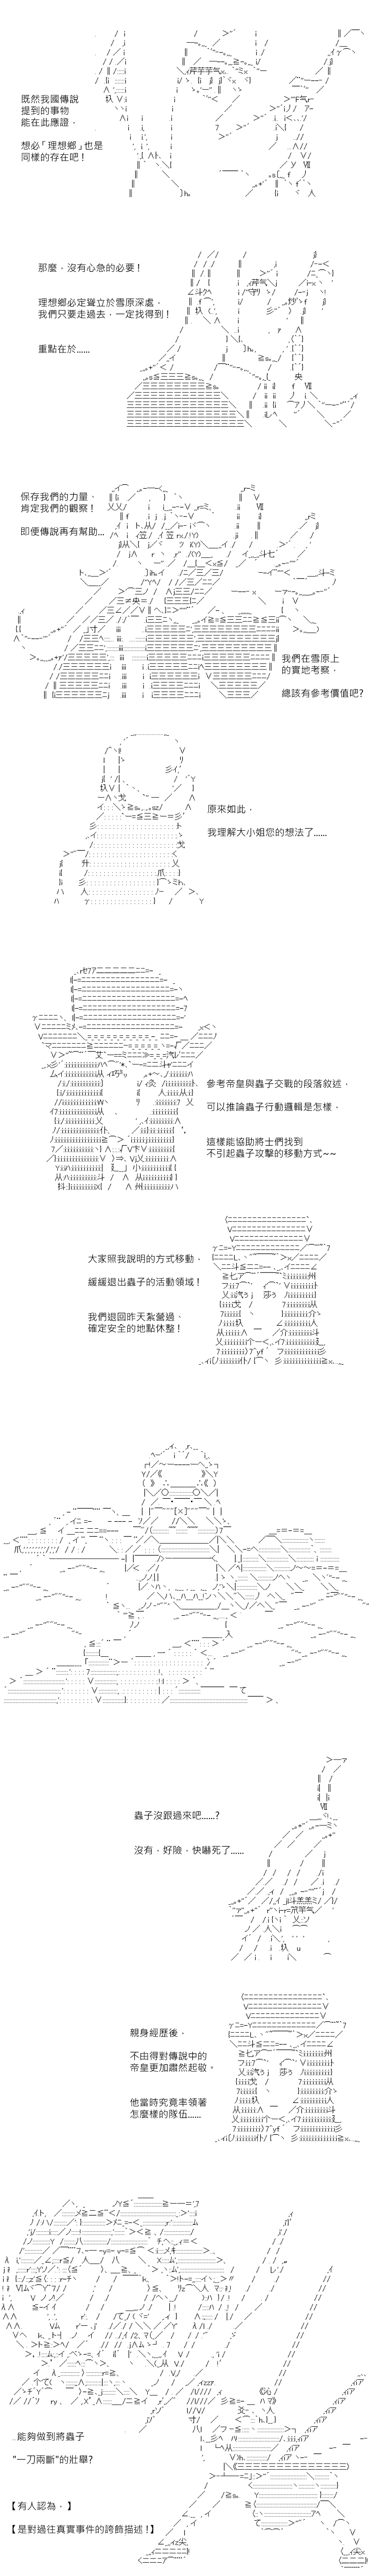 既然我國傳說
提到的事物
能在此應證，
想必「理想鄉」也是
同樣的存在吧！
那麼，沒有心急的必要！
理想鄉必定聳立於雪原深處，
我們只要走過去，一定找得到！
重點在於……
保存我們的力量，
肯定我們的觀察！
即便傳說再有幫助…
我們在雪原上
的實地考察，
總該有參考價值吧?
原來如此，
我理解大小姐您的想法了……
參考帝皇與蟲子交戰的段落敘述，
可以推論蟲子行動邏輯是怎樣，
這樣能協助將士們找到
不引起蟲子攻擊的移動方式~~
大家照我說明的方式移動，
緩緩退出蟲子的活動領域！
我們退回昨天紮營過、
確定安全的地點休整！
蟲子沒跟過來吧……?
沒有，好險，快嚇死了……
親身經歷後，
不由得對傳說中的
帝皇更加肅然起敬，
他當時究竟率領著
怎麼樣的隊伍……
…能夠做到將蟲子
"一刀兩斷"的壯舉?
【有人認為，】
【是對過往真實事件的誇飾描述！】